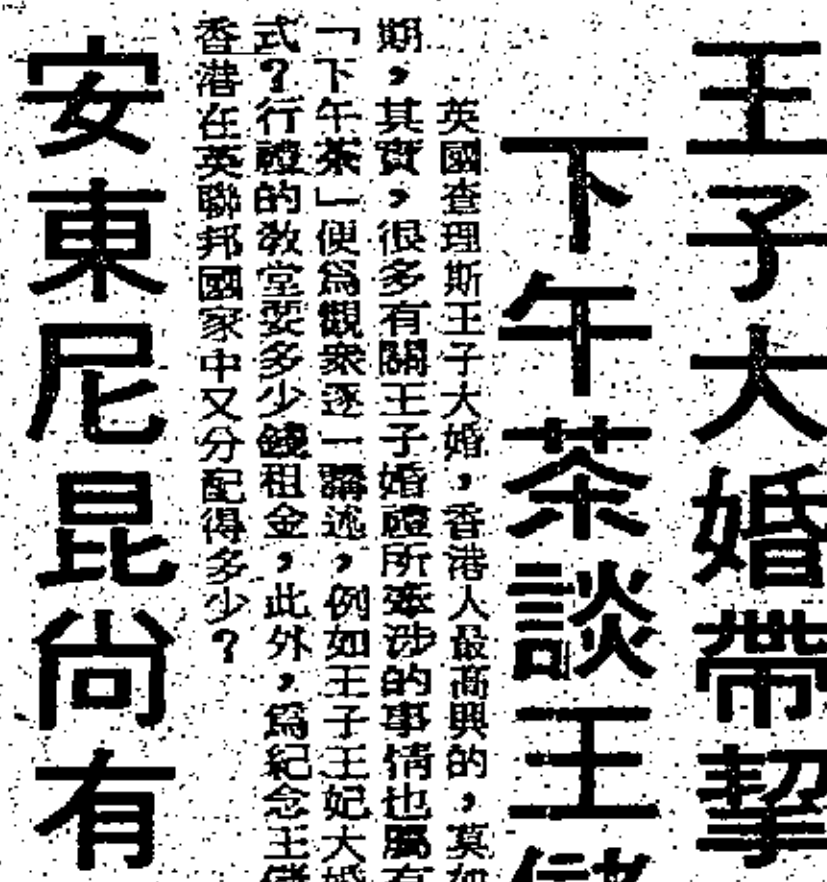 王子大婚帶挈
下午茶談王儲
英國查理斯王子大婚，香港人最高興的，莫如
期，其實，很多有關王子婚禮所牽涉的事情也屬有
「下午茶」便爲觀衆逐一講述，例如王子王妃大婚
式？行禮的教堂要多少錢租金，此外，爲紀念王儲
香港在英聯邦國家中又分配得多少？
安東尼昆尚有